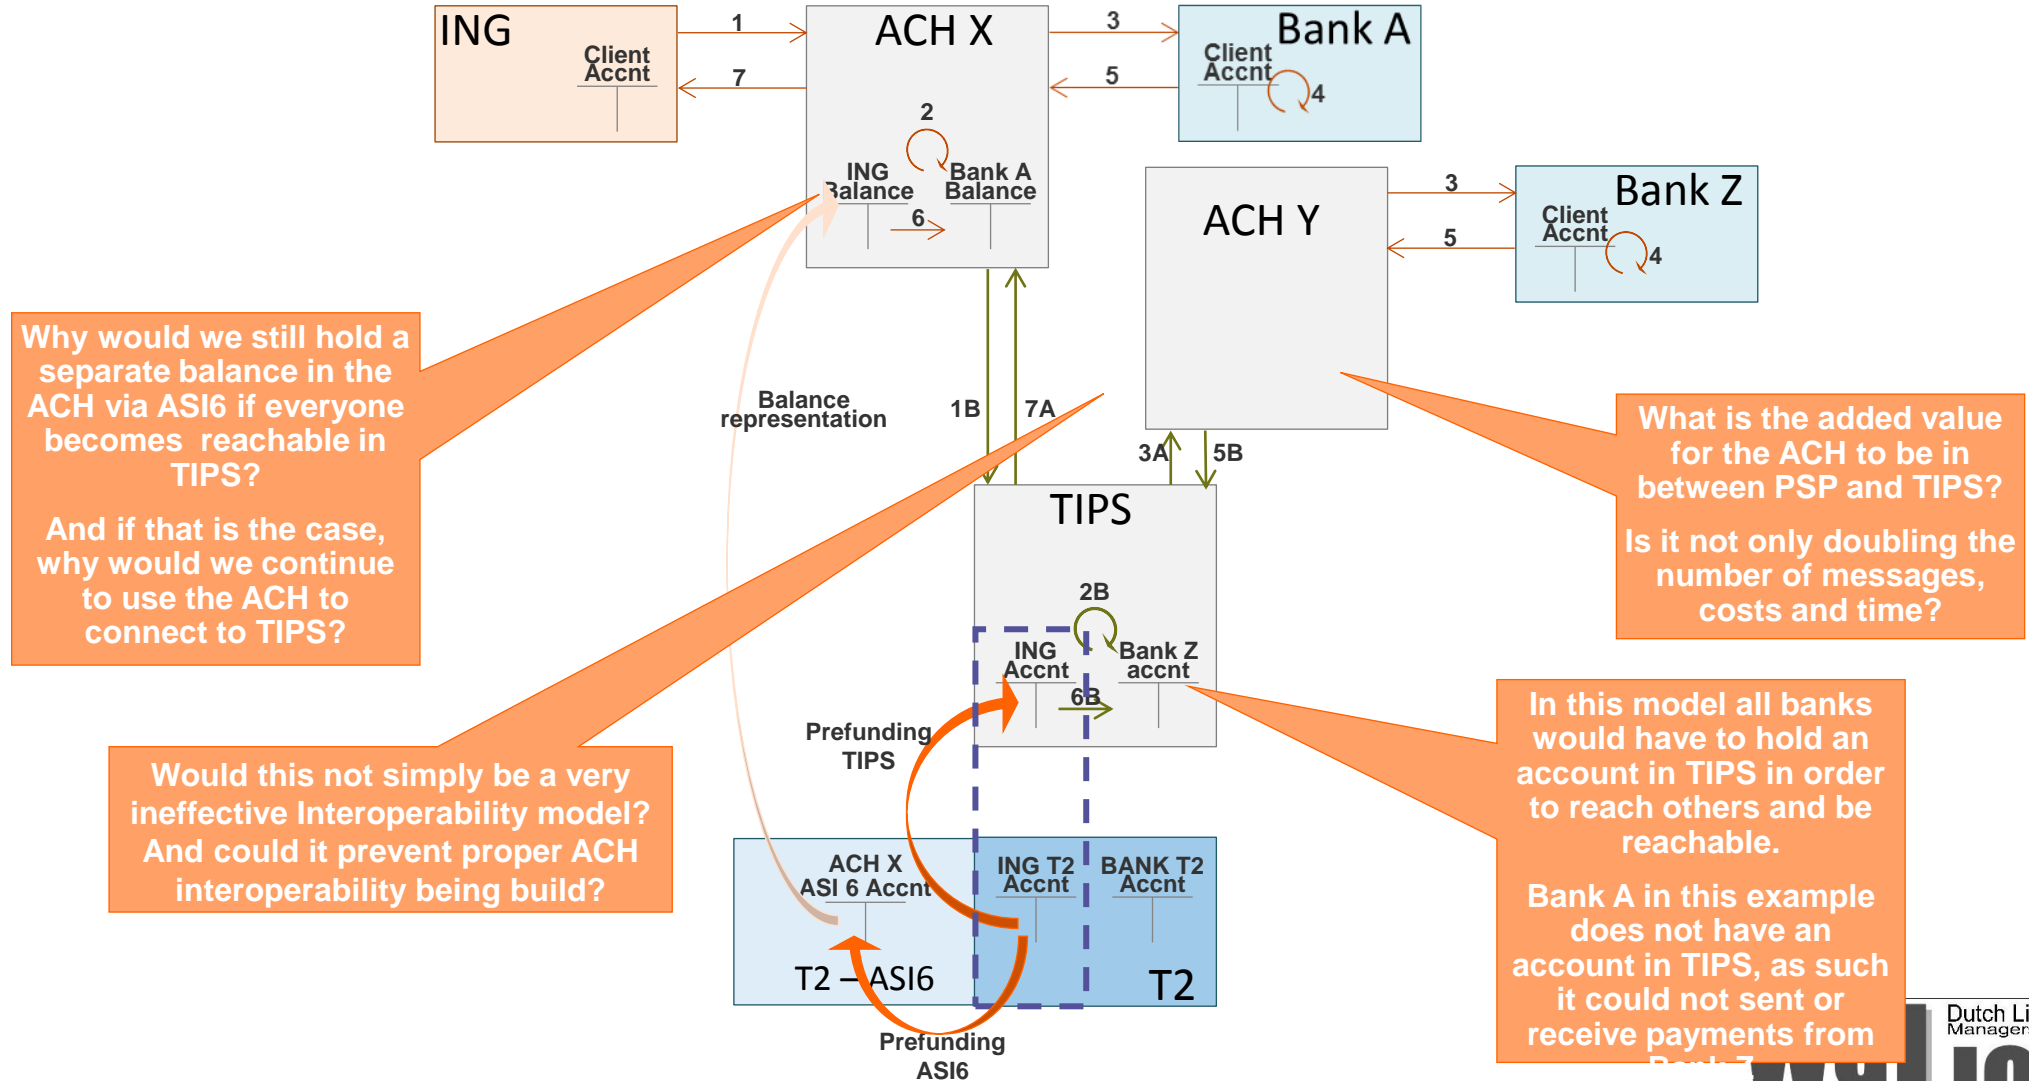 ING
Client
Accnt
1
7
ACH X
2
ING
Balance
Bank A
Balance
6
3
5
Bank A
Client
Accnt
4
ACH Y
3
5
Bank Z
Client
Accnt
4
Why would we still hold a
separate balance in the
ACH via ASI6 if everyone
becomes reachable in
TIPS?
And if that is the case,
why would we continue
to use the ACH to
connect to TIPS?
Balance
representation
1B
7A
3A
5B
What is the added value
for the ACH to be in
between PSP and TIPS?
Is it not only doubling the
number of messages,
costs and time?
TIPS
2B
ING
Accnt
Bank Z
accnt
6B
Prefunding
TIPS
Would this not simply be a very
ineffective Interoperability model?
And could it prevent proper ACH
interoperability being build?
In this model all banks
would have to hold an
account in TIPS in order
to reach others and be
reachable.
Bank A in this example
does not have an
account in TIPS, as such
it could not sent or
receive payments from
Bank Z
ACH X
ASI 6 Accnt
T2 – ASI6
ING T2
Accnt
BANK T2
Accnt
T2
Prefunding
ASI6
Dutch Li
Managers